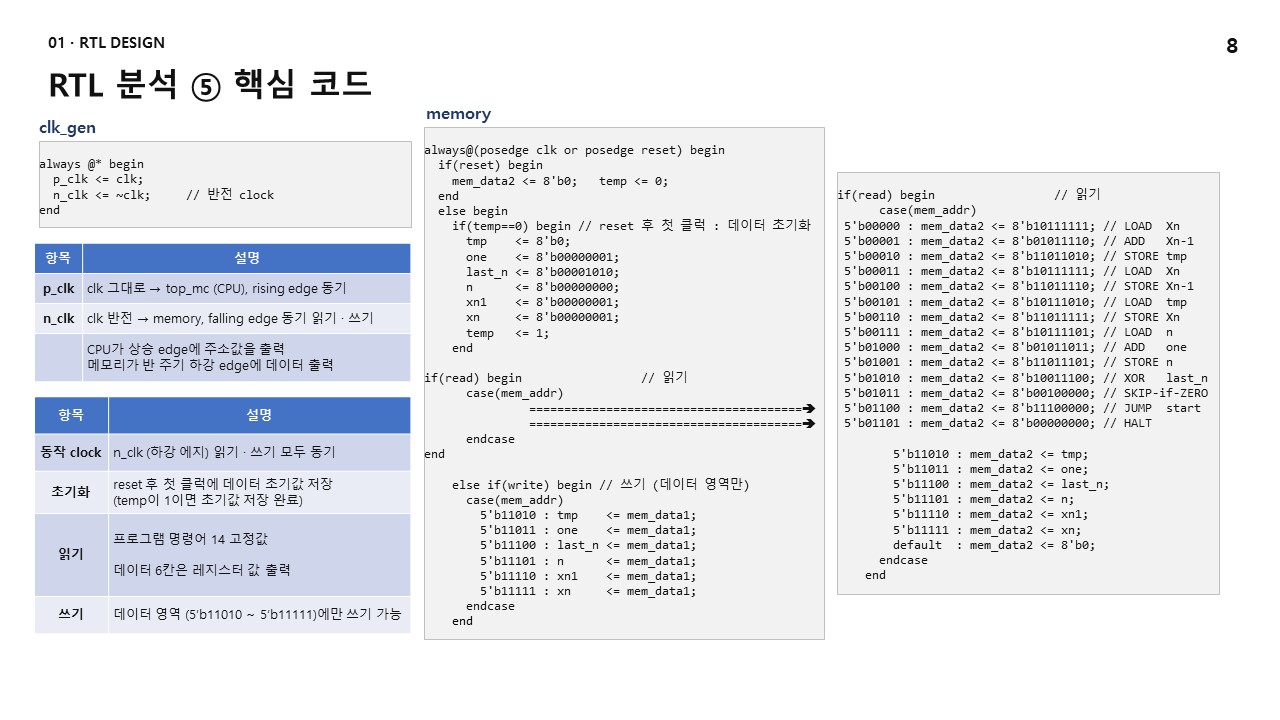 01 · RTL DESIGN
8
RTL 분석 ⑤ 핵심 코드
clk_gen
always @* begin
  p_clk <= clk;
  n_clk <= ~clk;     // 반전 clock
end
항목 설명
p_clk clk 그대로 → top_mc (CPU), rising edge 동기
n_clk clk 반전 → memory, falling edge 동기 읽기 · 쓰기
CPU가 상승 edge에 주소값을 출력
메모리가 반 주기 하강 edge에 데이터 출력
항목 설명
동작 clock n_clk (하강 에지) 읽기 · 쓰기 모두 동기
초기화 reset 후 첫 클럭에 데이터 초기값 저장
(temp이 1이면 초기값 저장 완료)
읽기 프로그램 명령어 14 고정값
데이터 6칸은 레지스터 값 출력
쓰기 데이터 영역 (5'b11010 ~ 5'b11111)에만 쓰기 가능
memory
always@(posedge clk or posedge reset) begin
  if(reset) begin
    mem_data2 <= 8'b0;   temp <= 0;
  end
  else begin
    if(temp==0) begin // reset 후 첫 클럭 : 데이터 초기화
      tmp    <= 8'b0;
      one    <= 8'b00000001;
      last_n <= 8'b00001010;
      n      <= 8'b00000000;
      xn1    <= 8'b00000001;
      xn     <= 8'b00000001;
      temp   <= 1;
    end
if(read) begin                 // 읽기
      case(mem_addr)
               =======================================➔
               =======================================➔
      endcase
end
    else if(write) begin // 쓰기 (데이터 영역만)
      case(mem_addr)
        5'b11010 : tmp    <= mem_data1;
        5'b11011 : one    <= mem_data1;
        5'b11100 : last_n <= mem_data1;
        5'b11101 : n      <= mem_data1;
        5'b11110 : xn1    <= mem_data1;
        5'b11111 : xn     <= mem_data1;
      endcase
    end
if(read) begin                 // 읽기
      case(mem_addr)
 5'b00000 : mem_data2 <= 8'b10111111; // LOAD  Xn
 5'b00001 : mem_data2 <= 8'b01011110; // ADD   Xn-1
 5'b00010 : mem_data2 <= 8'b11011010; // STORE tmp
 5'b00011 : mem_data2 <= 8'b10111111; // LOAD  Xn
 5'b00100 : mem_data2 <= 8'b11011110; // STORE Xn-1
 5'b00101 : mem_data2 <= 8'b10111010; // LOAD  tmp
 5'b00110 : mem_data2 <= 8'b11011111; // STORE Xn
 5'b00111 : mem_data2 <= 8'b10111101; // LOAD  n
 5'b01000 : mem_data2 <= 8'b01011011; // ADD   one
 5'b01001 : mem_data2 <= 8'b11011101; // STORE n
 5'b01010 : mem_data2 <= 8'b10011100; // XOR   last_n
 5'b01011 : mem_data2 <= 8'b00100000; // SKIP-if-ZERO
 5'b01100 : mem_data2 <= 8'b11100000; // JUMP  start
 5'b01101 : mem_data2 <= 8'b00000000; // HALT
        5'b11010 : mem_data2 <= tmp;
        5'b11011 : mem_data2 <= one;
        5'b11100 : mem_data2 <= last_n;
        5'b11101 : mem_data2 <= n;
        5'b11110 : mem_data2 <= xn1;
        5'b11111 : mem_data2 <= xn;
        default  : mem_data2 <= 8'b0;
      endcase
    end